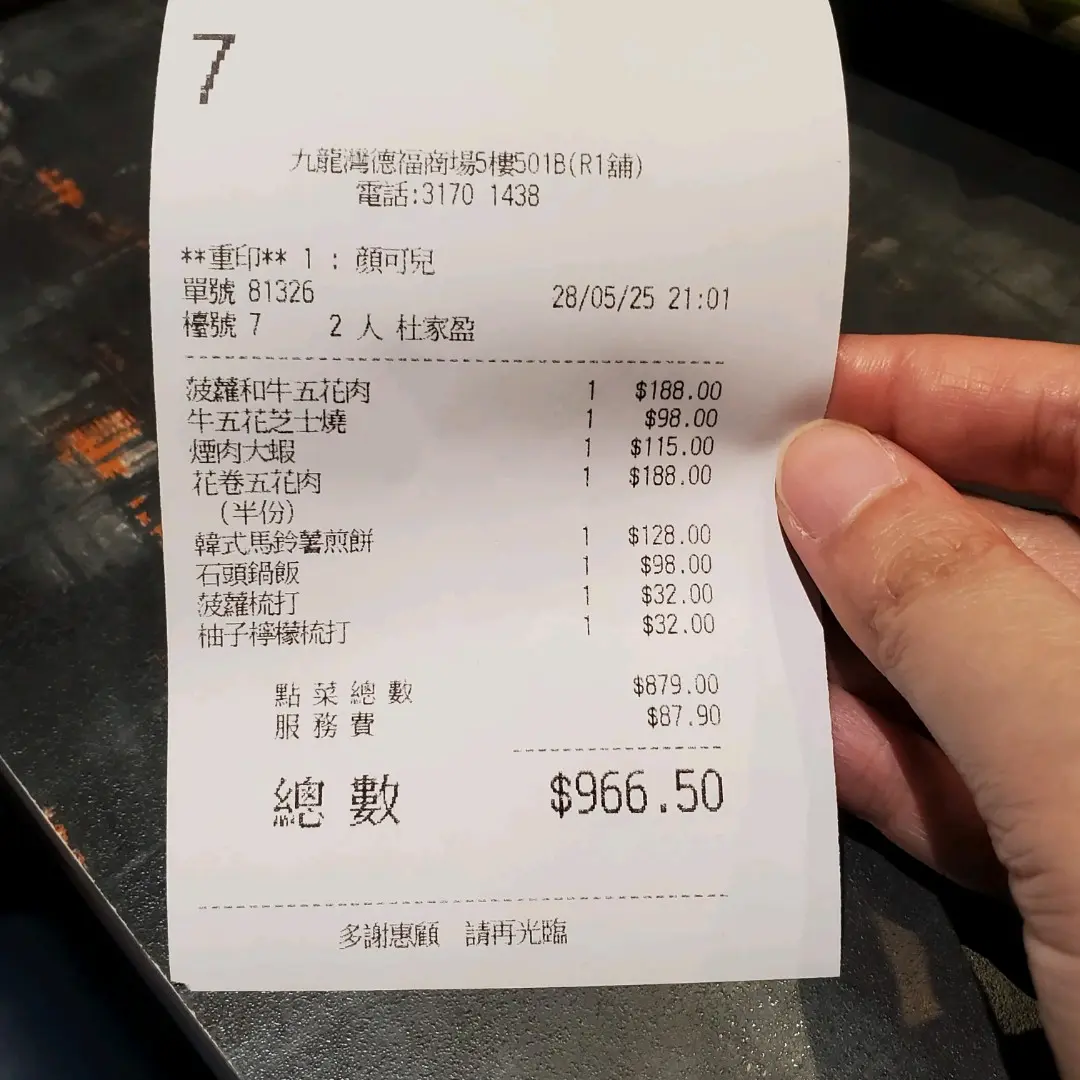 7
九龍灣德福商場5樓501B(R1舖)
電話:3170 1438
**重印** 1 : 顔可兒
單號 81326 28/05/25 21:01
檯號 7 2 人 杜家盈
菠蘿和牛五花肉 1 $188.00
牛五花芝士燒 1 $98.00
煙肉大蝦 1 $115.00
花卷五花肉 1 $188.00
(半份)
韓式馬鈴薯煎餅 1 $128.00
石頭鍋飯 1 $98.00
菠蘿梳打 1 $32.00
柚子檸檬梳打 1 $32.00
點菜總數 $879.00
服務費 $87.90
總數 $966.50
多謝惠顧 請再光臨